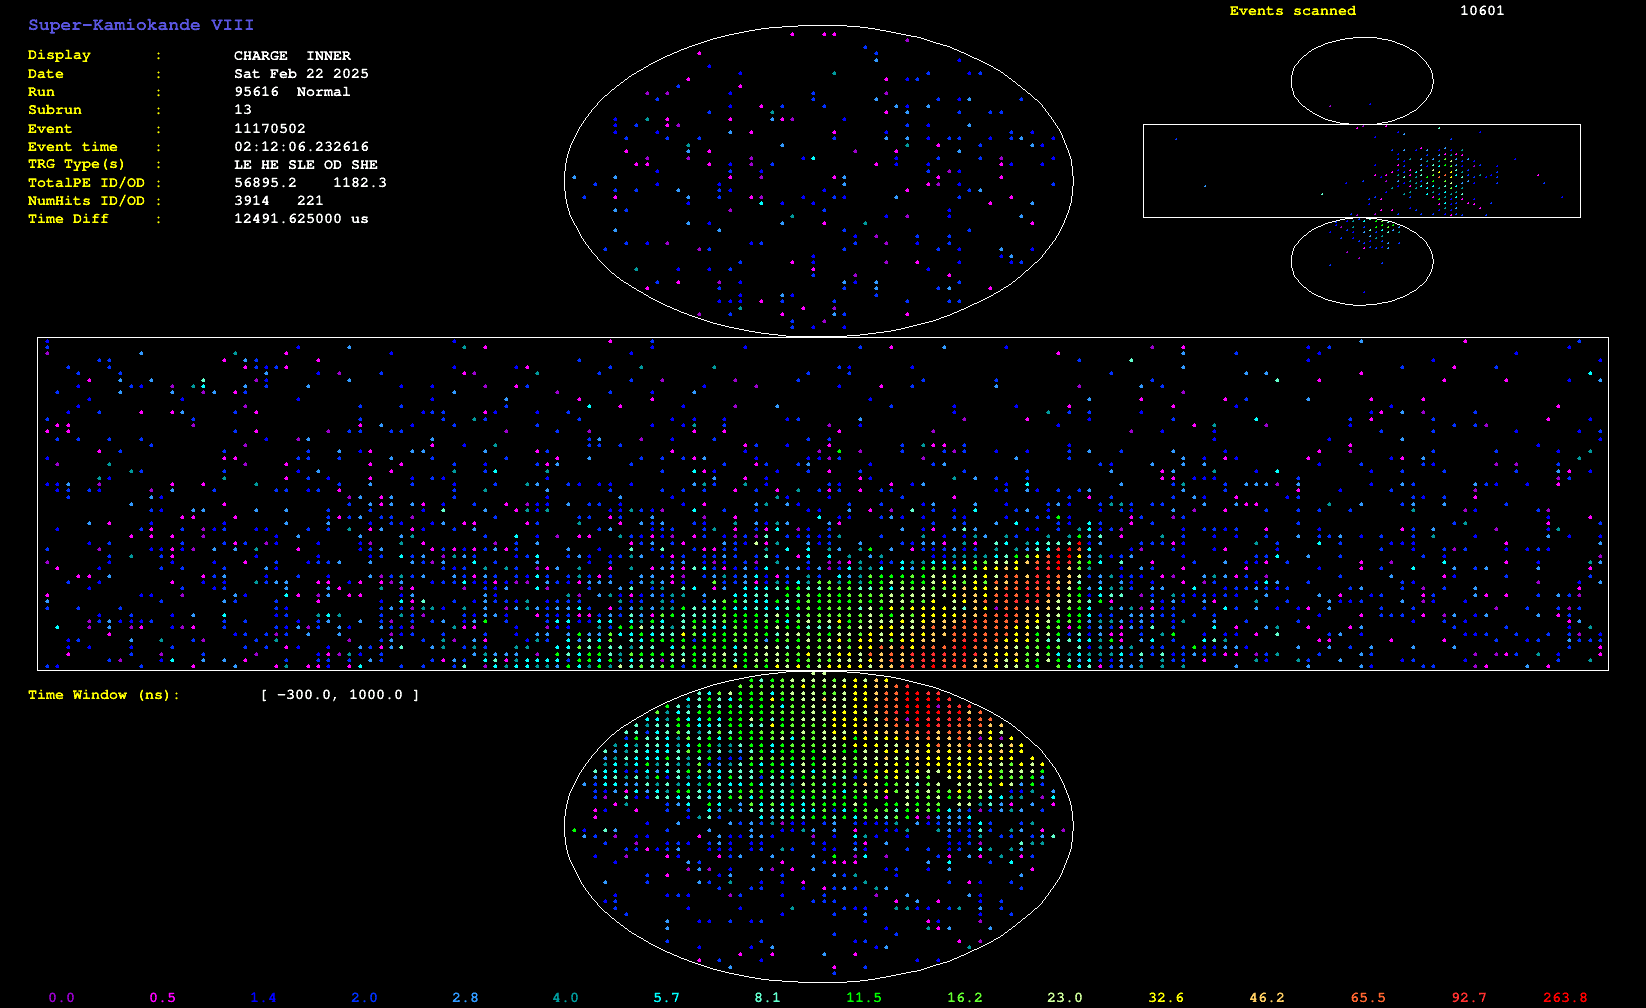 Super-Kamiokande VIII
Events scanned 10601
Display : CHARGE INNER
Date : Sat Feb 22 2025
Run : 95616 Normal
Subrun : 13
Event : 11170502
Event time : 02:12:06.232616
TRG Type(s) : LE HE SLE OD SHE
TotalPE ID/OD : 56895.2 1182.3
NumHits ID/OD : 3914 221
Time Diff : 12491.625000 us
Time Window (ns): [ -300.0, 1000.0 ]
0.0 0.5 1.4 2.0 2.8 4.0 5.7 8.1 11.5 16.2 23.0 32.6 46.2 65.5 92.7 263.8